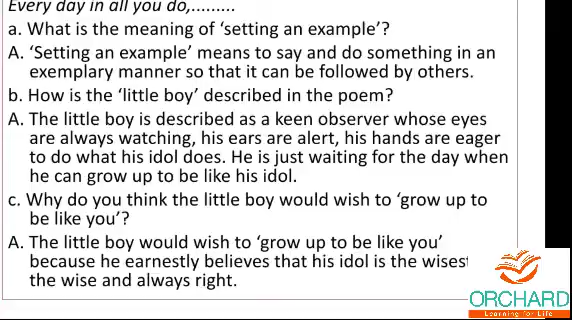 Every day in all you do,.........
a. What is the meaning of ‘setting an example’?
A. ‘Setting an example’ means to say and do something in an
exemplary manner so that it can be followed by others.
b. How is the ‘little boy’ described in the poem?
A. The little boy is described as a keen observer whose eyes
are always watching, his ears are alert, his hands are eager
to do what his idol does. He is just waiting for the day when
he can grow up to be like his idol.
c. Why do you think the little boy would wish to ‘grow up to
be like you’?
A. The little boy would wish to ‘grow up to be like you’
because he earnestly believes that his idol is the wisest
the wise and always right.
ORCHARD
Learning for Life